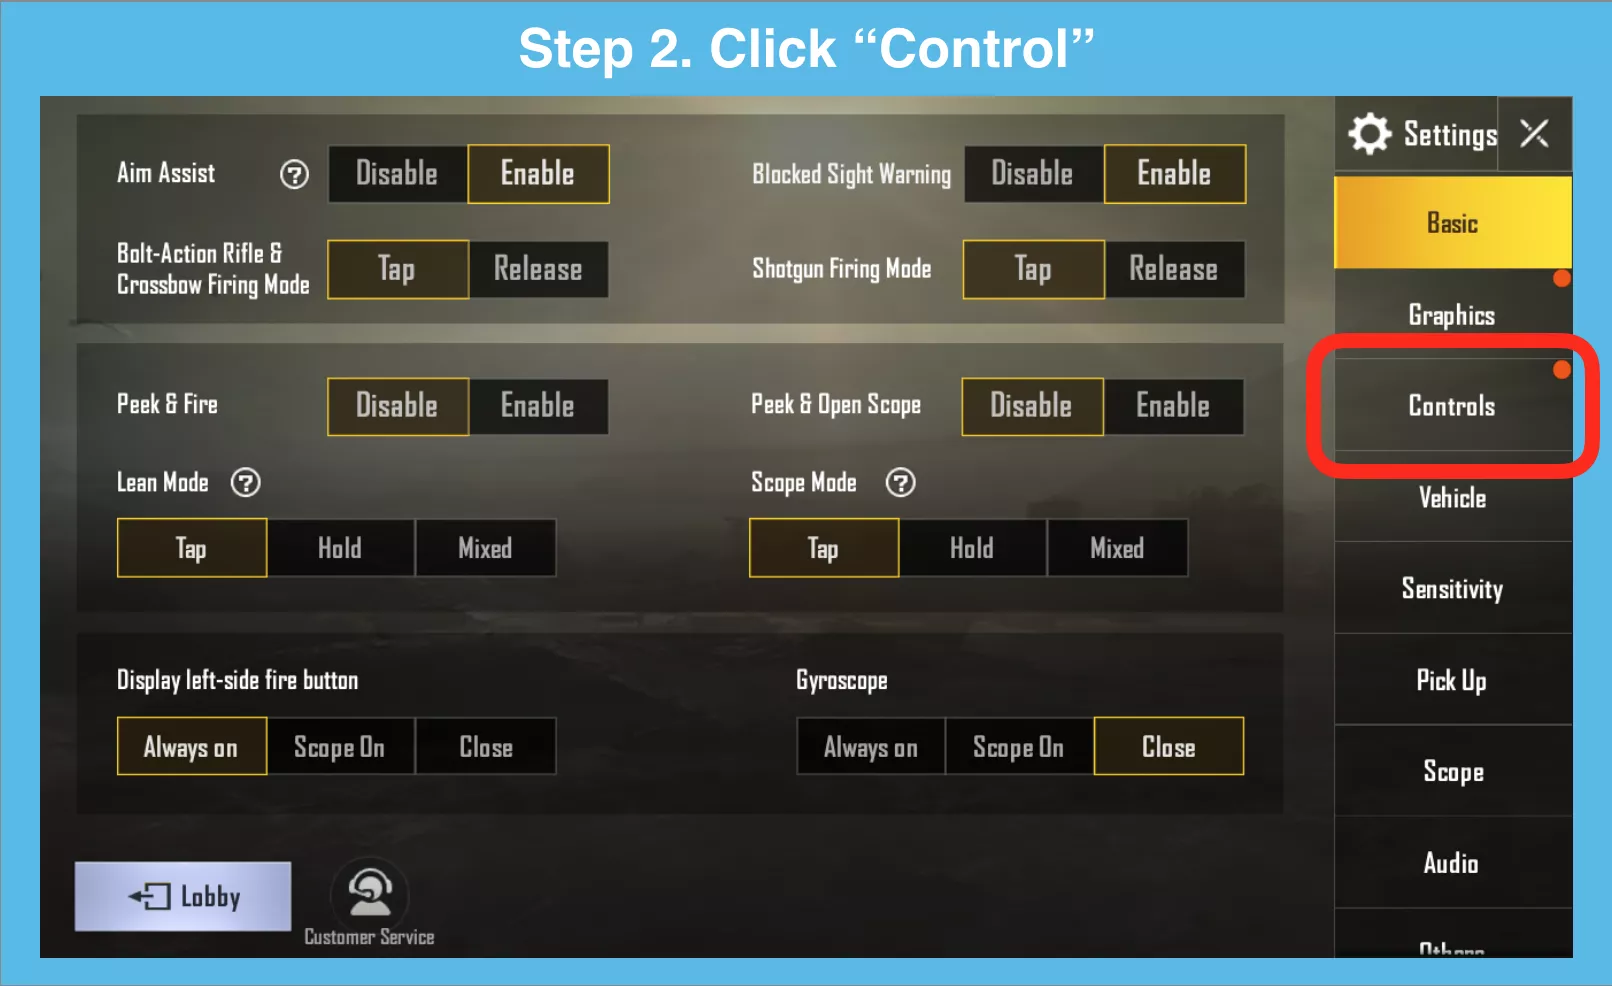 Step 2. Click “Control”
Aim Assist ? Disable Enable
Blocked Sight Warning Disable Enable
Bolt-Action Rifle &
Crossbow Firing Mode Tap Release
Shotgun Firing Mode Tap Release
Peek & Fire Disable Enable
Peek & Open Scope Disable Enable
Lean Mode ?
Scope Mode ?
Tap Hold Mixed
Tap Hold Mixed
Display left-side fire button
Gyroscope
Always on Scope On Close
Always on Scope On Close
Lobby
Customer Service
Settings
Basic
Graphics
Controls
Vehicle
Sensitivity
Pick Up
Scope
Audio
Others